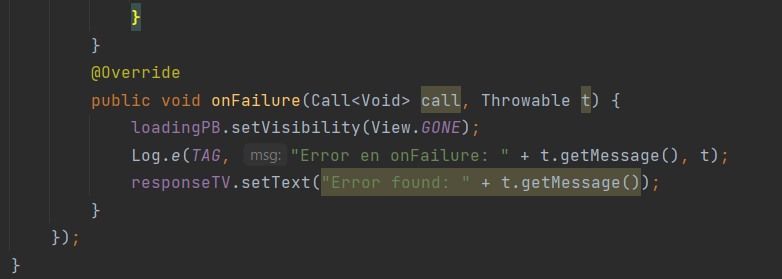 }
}
@Override
public void onFailure(Call<Void> call, Throwable t) {
loadingPB.setVisibility(View.GONE);
Log.e(TAG, msg: "Error en onFailure: " + t.getMessage(), t);
responseTV.setText("Error found: " + t.getMessage());
}
});
}